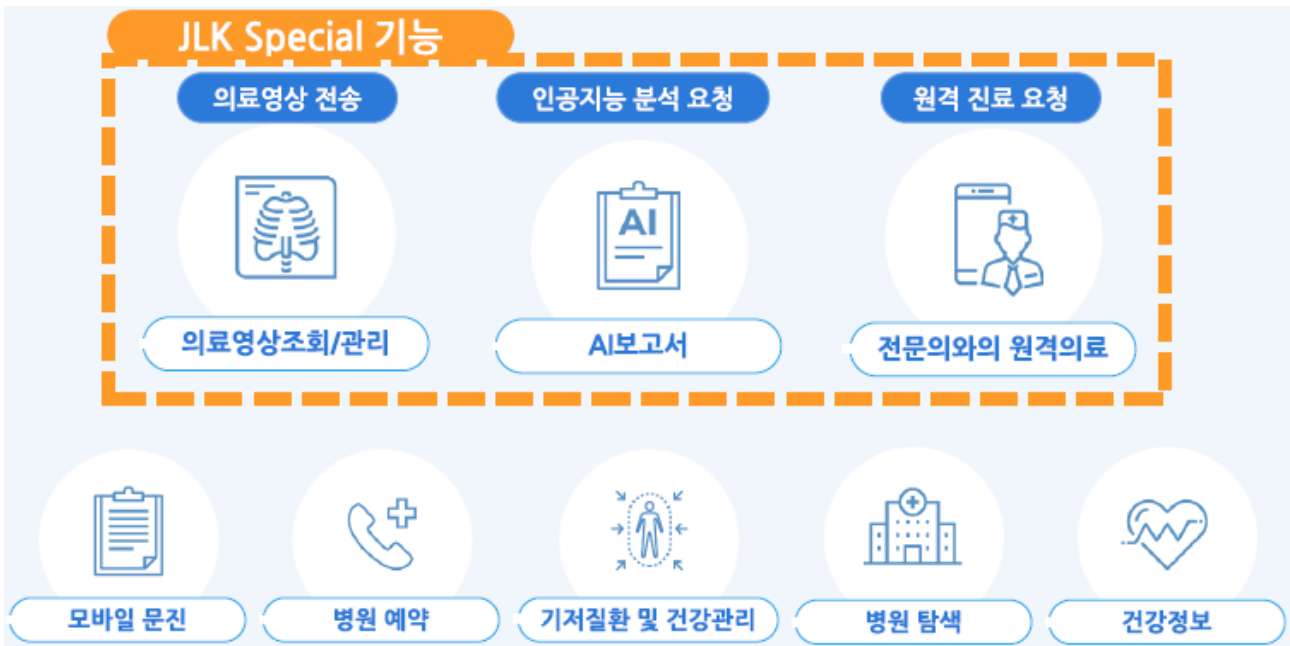 JLK Special 기능
의료영상 전송
인공지능 분석 요청
원격 진료 요청
AI
의료영상조회/관리
AI보고서
전문의와의 원격의료
모바일 문진
병원 예약
기저질환 및 건강관리
병원 탐색
건강정보